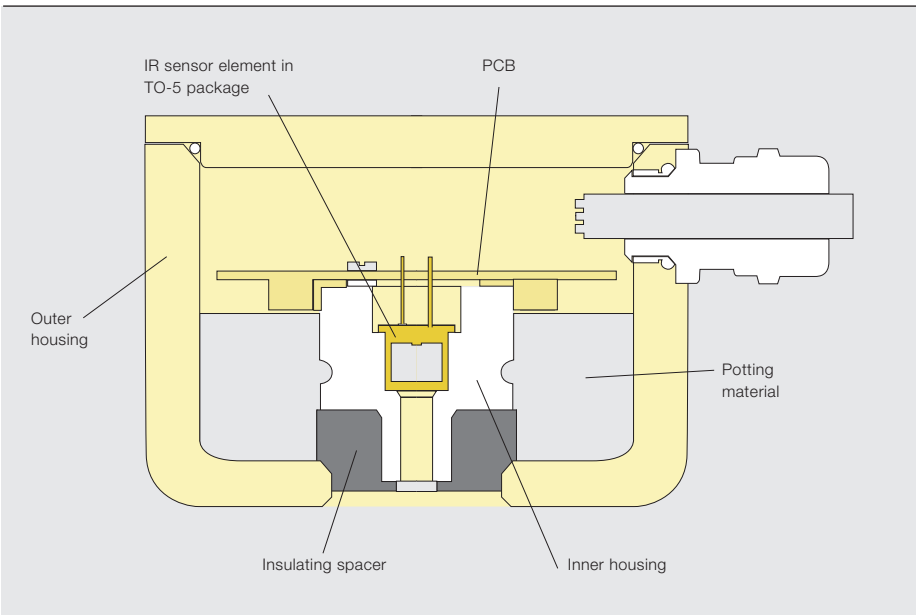 IR sensor element in
TO-5 package
PCB
Outer
housing
Potting
material
Insulating spacer
Inner housing